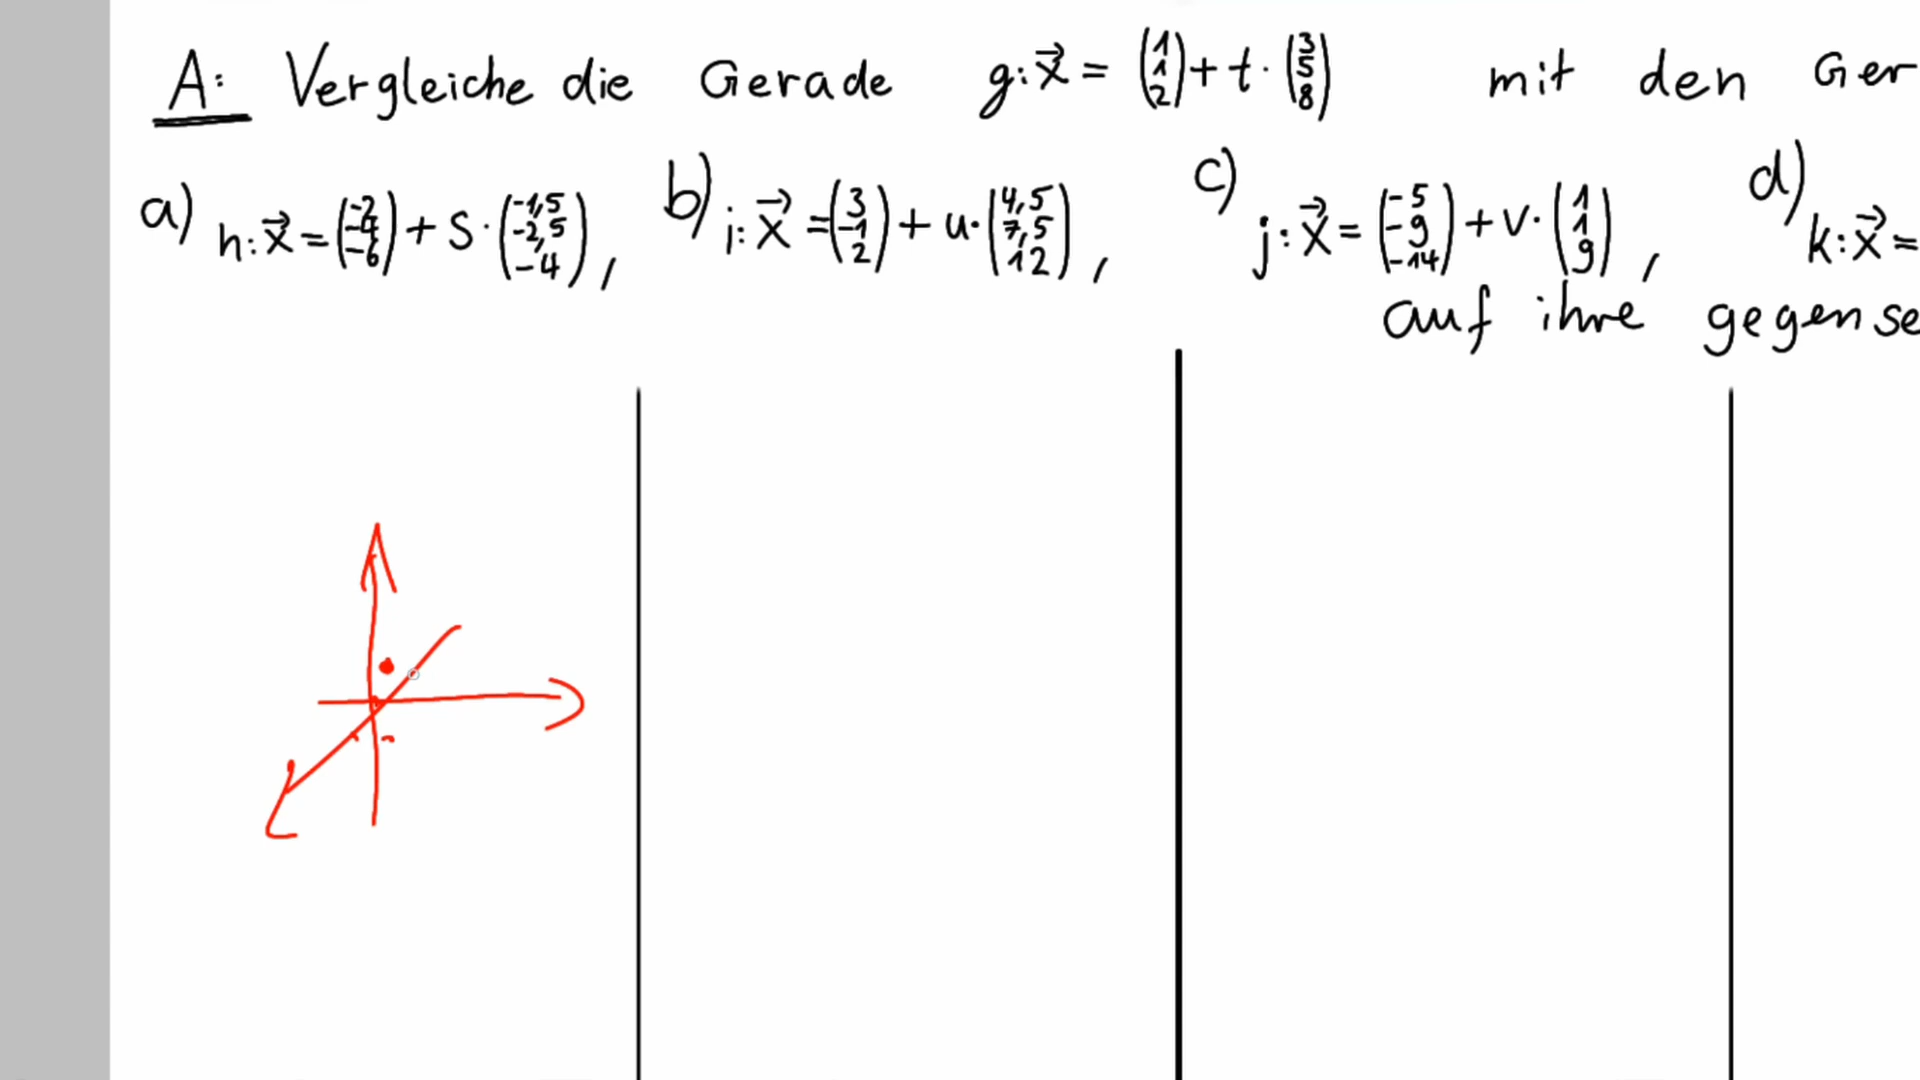 A: Vergleiche die Gerade g: x⃗ = (1 1 2) + t · (3 5 8) mit den Ger
a) h: x⃗ = (-2 -4 -6) + s · (-1,5 -2,5 -4), b) i: x⃗ = (3 -1 2) + u · (4,5 7,5 12), c) j: x⃗ = (-5 -9 -14) + v · (1 1 9), d) k: x⃗ =
auf ihre gegense